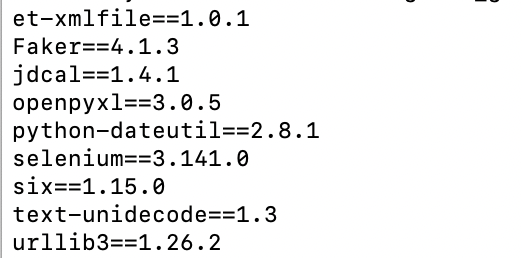 et-xmlfile==1.0.1
Faker==4.1.3
jdcal==1.4.1
openpyxl==3.0.5
python-dateutil==2.8.1
selenium==3.141.0
six==1.15.0
text-unidecode==1.3
urllib3==1.26.2